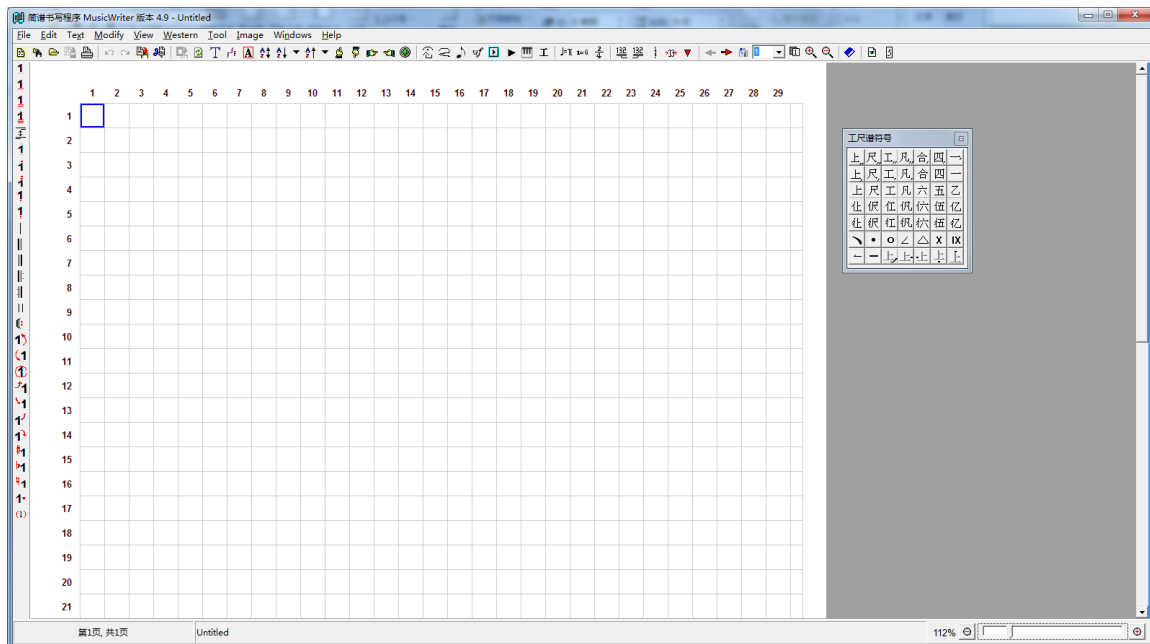 简谱书写程序 MusicWriter 版本 4.9 - Untitled
File Edit Text Modify View Western Tool Image Windows Help
1 2 3 4 5 6 7 8 9 10 11 12 13 14 15 16 17 18 19 20 21 22 23 24 25 26 27 28 29
1
2
3
4
5
6
7
8
9
10
11
12
13
14
15
16
17
18
19
20
21
工尺谱符号
上 尺 工 凡 合 四 一
上 尺 工 凡 合 四 一
上 尺 工 凡 六 五 乙
仩 伬 仜 伍 亿
第1页, 共1页 Untitled 112%